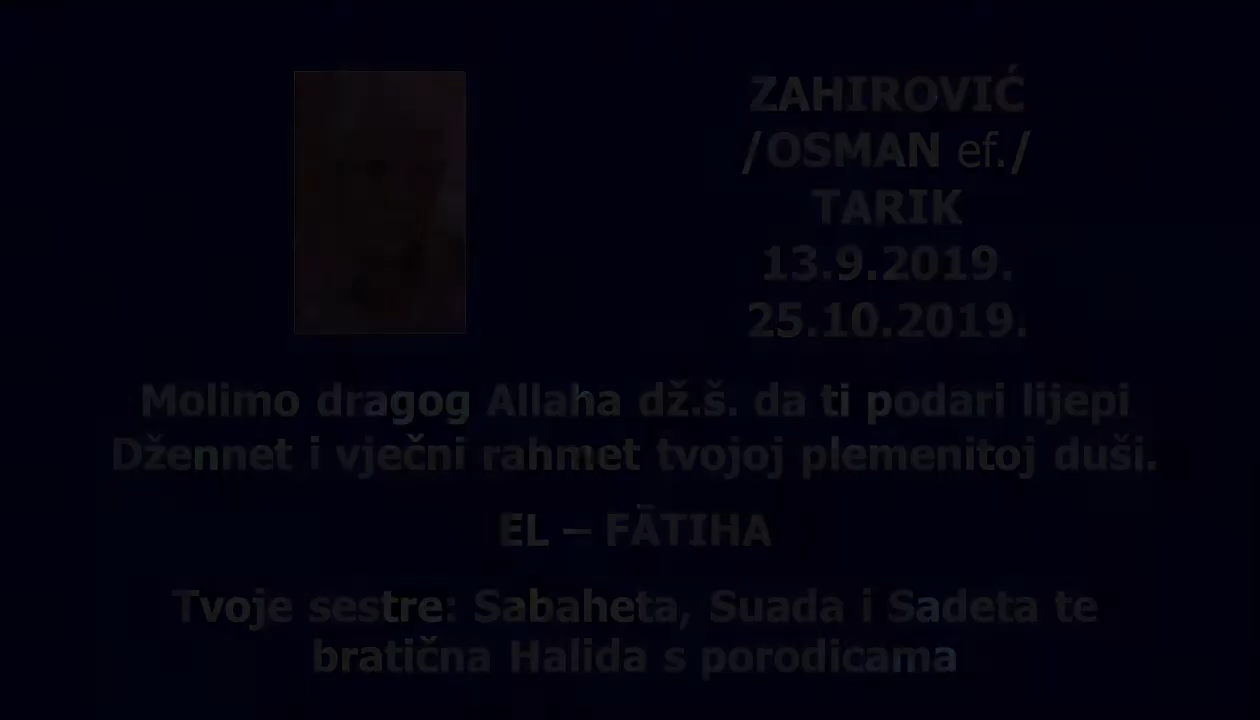 ZAHIROVIĆ
/OSMAN ef./
TARIK
13.9.2019.
25.10.2019.
Molimo dragog Allaha dž.š. da ti podari lijepi
Džennet i vječni rahmet tvojoj plemenitoj duši.
EL – FĀTIHA
Tvoje sestre: Sabaheta, Suada i Sadeta te
bratična Halida s porodicama